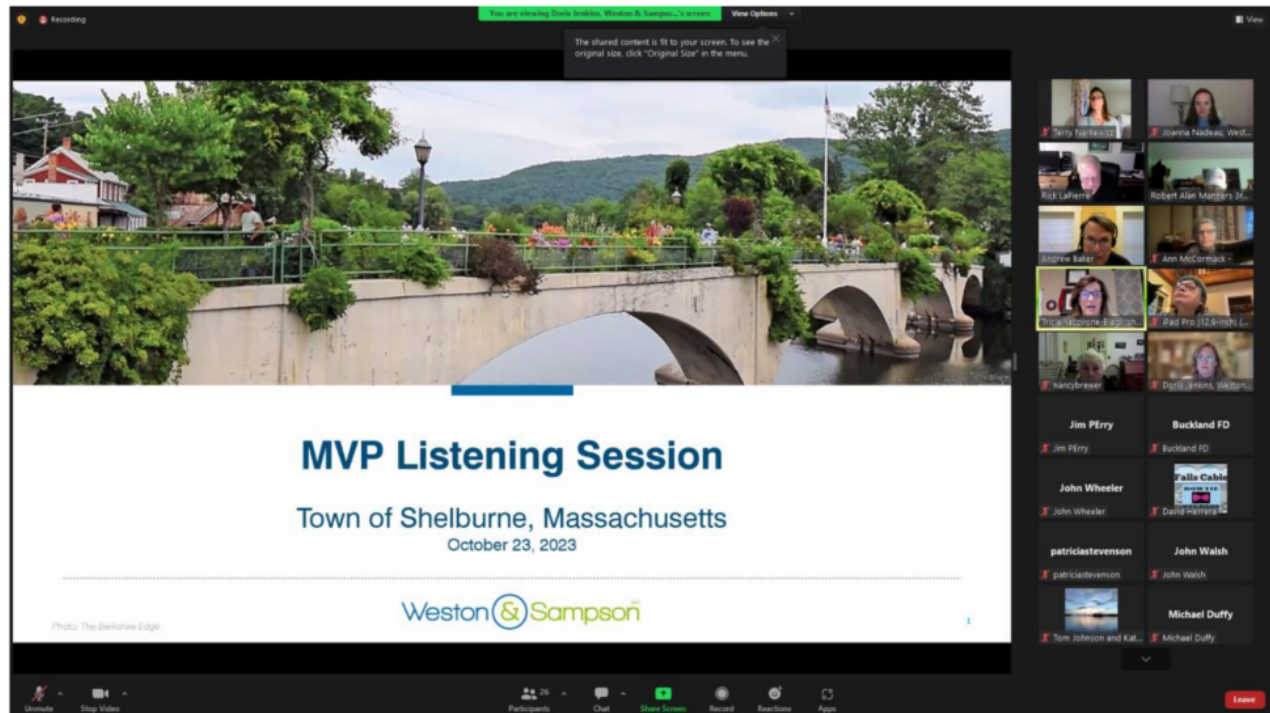 Recording
You are viewing Doris Jenkins, Weston & Sampso...'s screen
View Options
View
The shared content is fit to your screen. To see the
original size, click "Original Size" in the menu.
Terry Narkewicz
Joanna Nadeau, West...
Rick LaPierre
Robert Alan Manners 3r...
Andrew Baker
Ann McCormack -
iPad Pro (12.9-inch) (...
nancybrewer
Doris Jenkins, Weston...
MVP Listening Session
Town of Shelburne, Massachusetts
October 23, 2023
Weston & Sampson
Photo: The Berkshire Edge
1
Jim PErry
Jim PErry
Buckland FD
Buckland FD
John Wheeler
John Wheeler
Falls Cable
BOW TIE
David Herrera
patriciastevenson
patriciastevenson
John Walsh
John Walsh
Tom Johnson and Kat...
Michael Duffy
Michael Duffy
Unmute
Stop Video
26
Participants
Chat
Share Screen
Record
Reactions
Apps
Leave